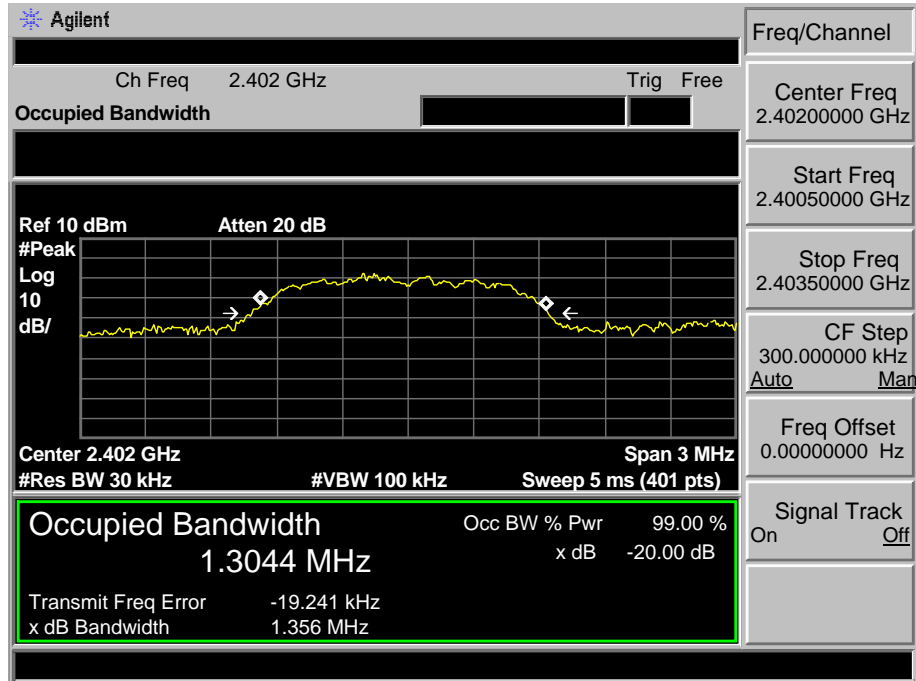 Agilent
Freq/Channel
Ch Freq 2.402 GHz Trig Free
Occupied Bandwidth
Center Freq
2.40200000 GHz
Start Freq
2.40050000 GHz
Stop Freq
2.40350000 GHz
CF Step
300.000000 kHz
Auto Man
Freq Offset
0.00000000 Hz
Signal Track
On Off
Ref 10 dBm Atten 20 dB
#Peak
Log
10
dB/
Center 2.402 GHz Span 3 MHz
#Res BW 30 kHz #VBW 100 kHz Sweep 5 ms (401 pts)
Occupied Bandwidth Occ BW % Pwr 99.00 %
1.3044 MHz x dB -20.00 dB
Transmit Freq Error -19.241 kHz
x dB Bandwidth 1.356 MHz